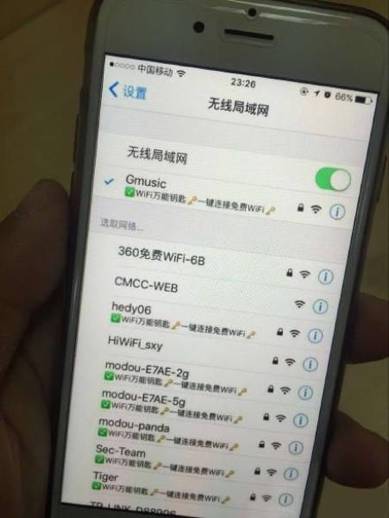 中国移动
23:26
66%
设置
无线局域网
无线局域网
Gmusic
✅WiFi万能钥匙🔑一键连接免费WiFi🔑
选取网络...
360免费WiFi-6B
CMCC-WEB
hedy06
✅WiFi万能钥匙🔑一键连接免费WiFi🔑
HiWiFi_sxy
modou-E7AE-2g
✅WiFi万能钥匙🔑一键连接免费WiFi🔑
modou-E7AE-5g
✅WiFi万能钥匙🔑一键连接免费WiFi🔑
modou-panda
✅WiFi万能钥匙🔑一键连接免费WiFi🔑
Sec-Team
✅WiFi万能钥匙🔑一键连接免费WiFi🔑
Tiger
✅WiFi万能钥匙🔑一键连接免费WiFi🔑